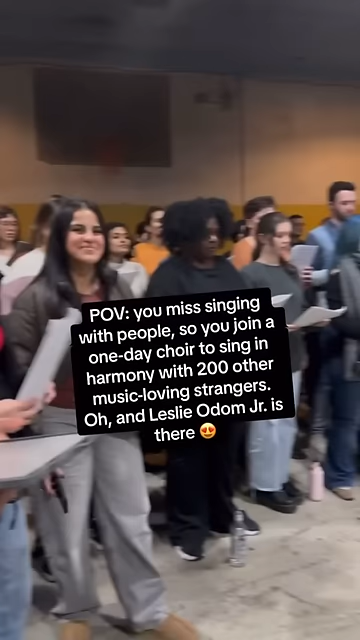 POV: you miss singing
with people, so you join a
one-day choir to sing in
harmony with 200 other
music-loving strangers.
Oh, and Leslie Odom Jr. is
there 😍